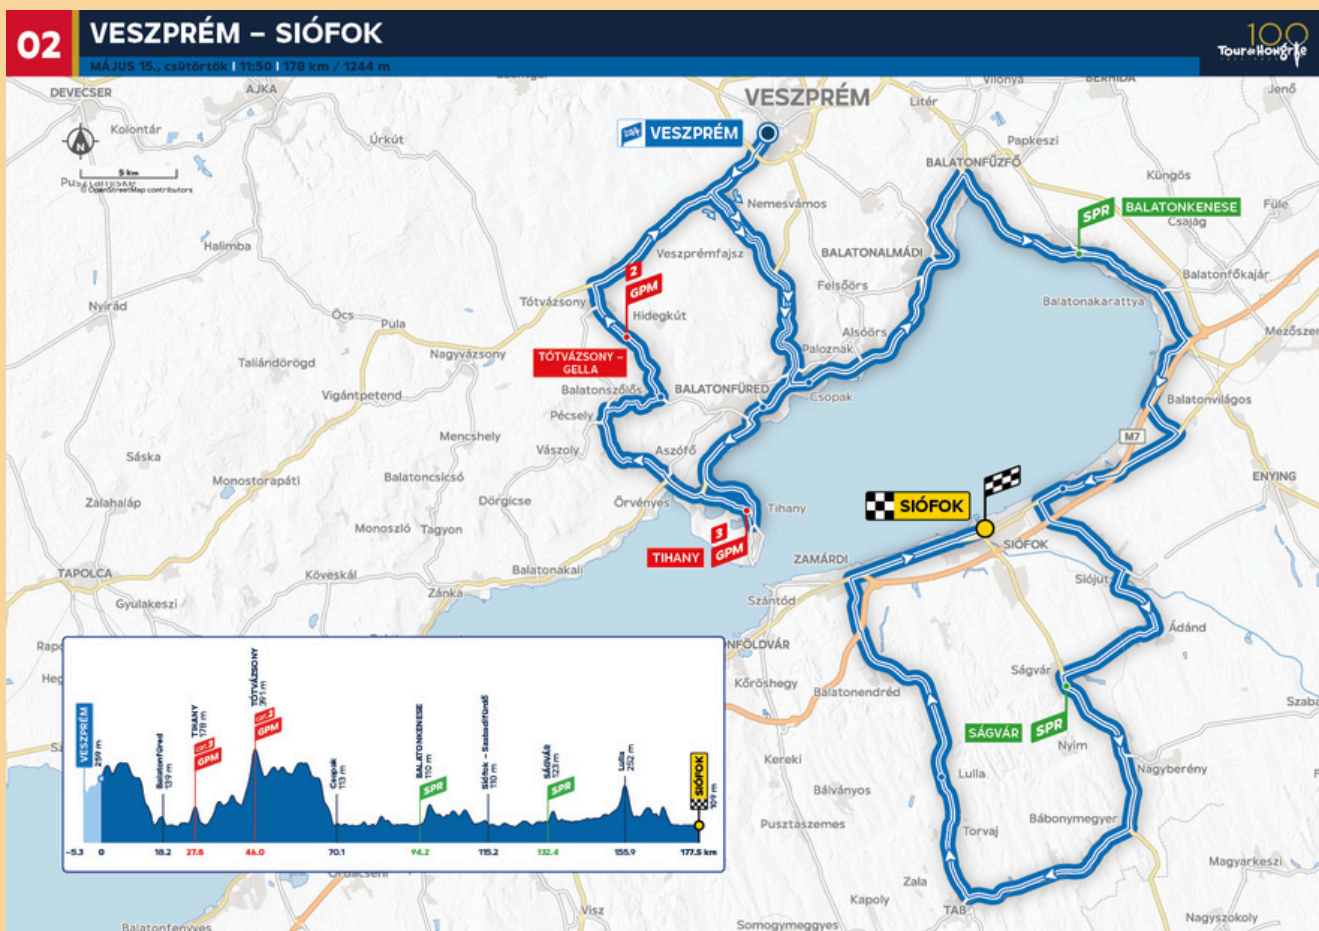 02
VESZPRÉM – SIÓFOK
MÁJUS 15., csütörtök | 11:50 | 178 km / 1244 m
100
Tour de Hongrie
DEVECSER
AJKA
VESZPRÉM
Vilonya
BERHIDA
Jenő
Kolontár
Úrkút
VESZPRÉM
Litér
Papkeszi
N
5 km
© OpenStreetMap contributors
BALATONFŰZFŐ
Küngös
Nemesvámos
SPR
BALATONKENESE
Füle
Csajág
Halimba
Veszprémfajsz
BALATONALMÁDI
2
GPM
Felsőörs
Balatonfőkajár
Nyirád
Tótvázsony
Balatonakarattya
Öcs
Pula
Hidegkút
Alsóörs
Mezőszen
Taliándörögd
Nagyvázsony
TÓTVÁZSONY –
GELLA
Paloznak
Vigántpetend
Balatonszőlős
BALATONFÜRED
Csopak
Balatonvilágos
Pécsely
Mencshely
M7
Sáska
Vászoly
Aszófő
Monostorapáti
Balatoncsicsó
ENYING
Zalahaláp
Dörgicse
Örvényes
Tihany
SIÓFOK
Monoszló
Tagyon
3
GPM
TIHANY
ZAMÁRDI
SIÓFOK
TAPOLCA
Köveskál
Balatonakali
Siójut
Gyulakeszi
Zánka
Szántód
Ádánd
NFÖLDVÁR
Ságvár
Kőröshegy
Balatonendréd
SÁGVÁR
SPR
Nyim
Kereki
Lulla
Nagyberény
Bálványos
Pusztaszemes
Torvaj
Bábonymegyer
Zala
Magyarkeszi
Kapoly
TAB
Visz
Somogymeggyes
Nagyszokoly
Balatonfenyves
VESZPRÉM
259 m
Balatonfüred
139 m
TIHANY
178 m
cat.3
GPM
TÓTVÁZSONY
391 m
cat.2
GPM
Csopak
113 m
BALATONKENESE
110 m
SPR
Siófok – Szabadifürdő
110 m
SÁGVÁR
123 m
SPR
Lulla
252 m
SIÓFOK
109 m
-5.3
0
18.2
27.8
46.0
70.1
94.2
115.2
132.4
155.9
177.5 km